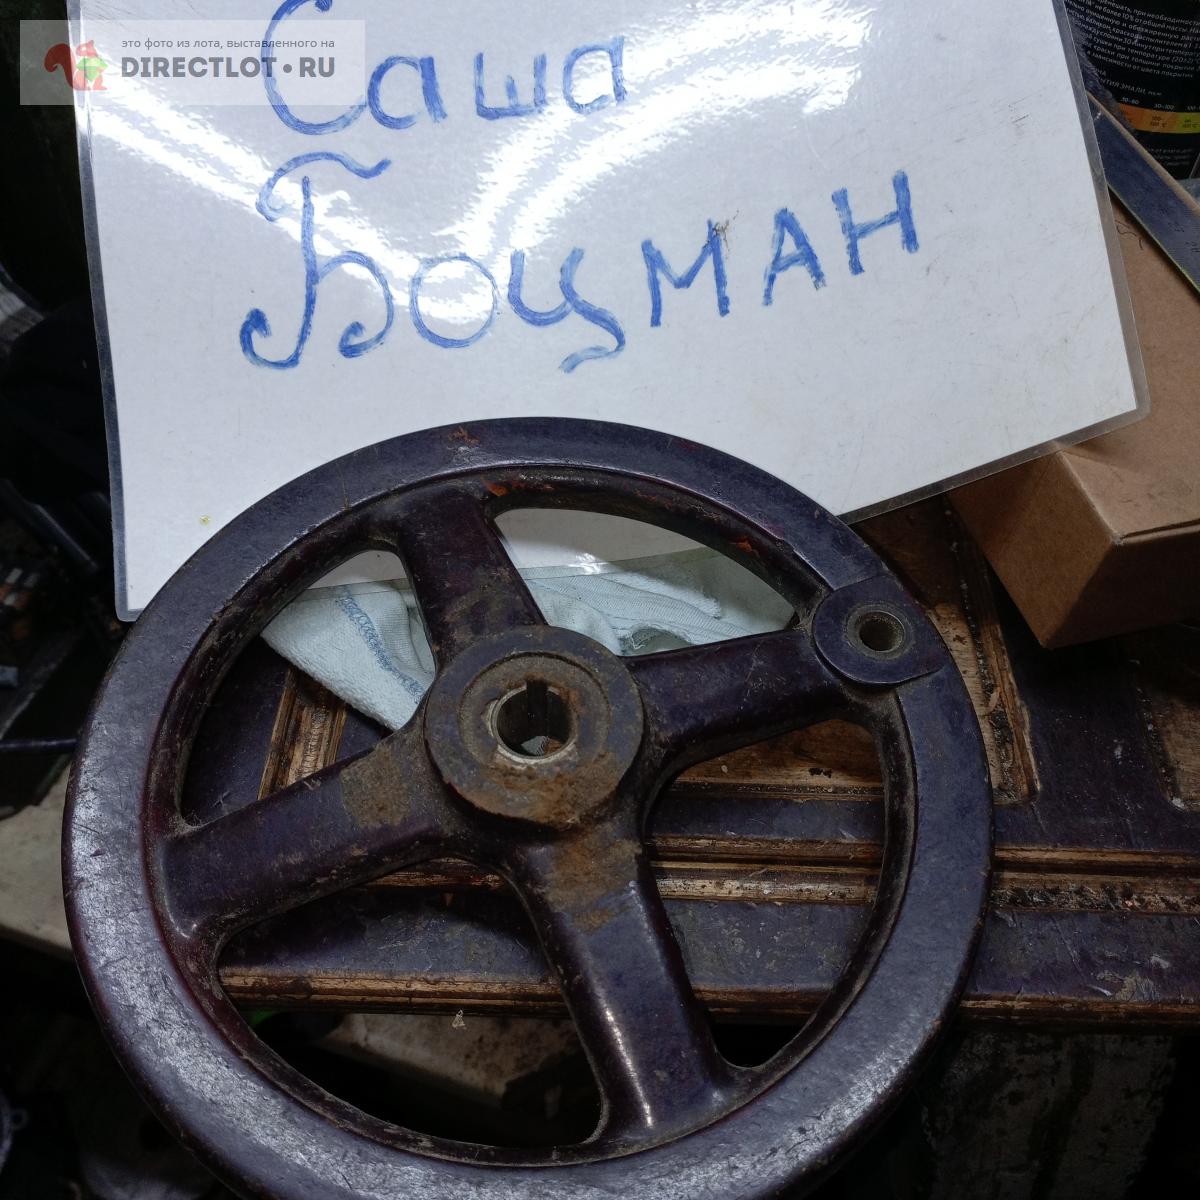 это фото из лота, выставленного на
DIRECTLOT•RU
Саша
Боцман